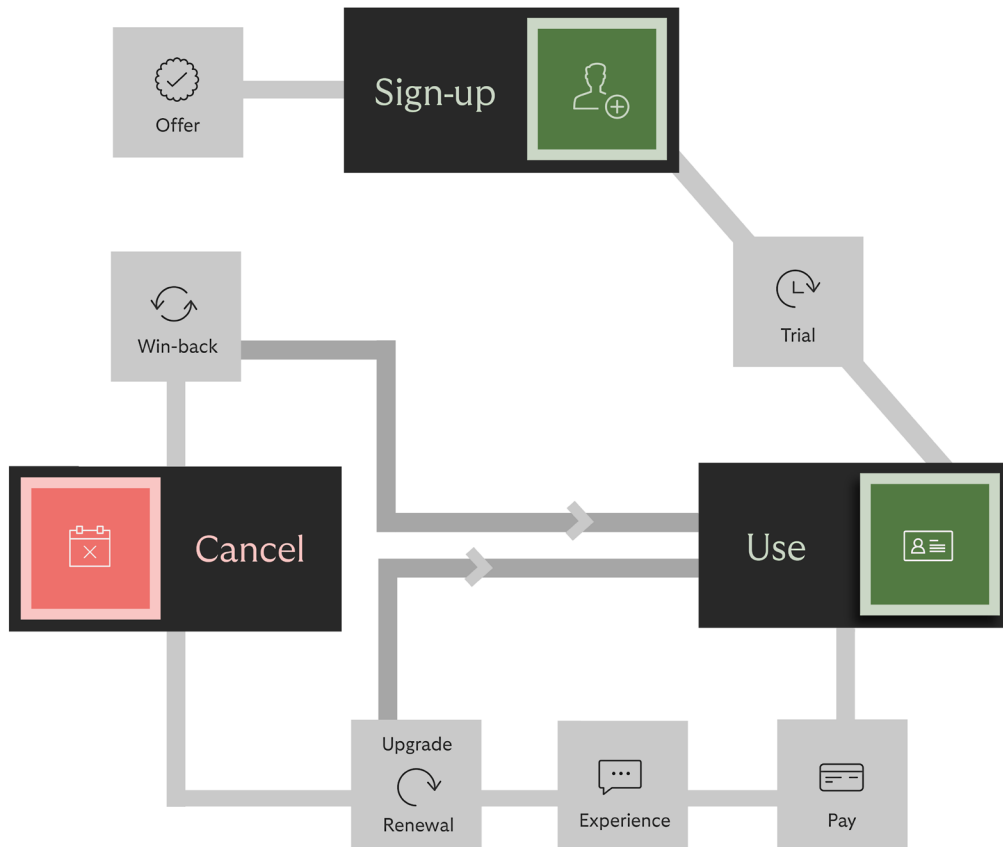 Offer
Sign-up
Trial
Win-back
Cancel
Use
Upgrade
Renewal
Experience
Pay